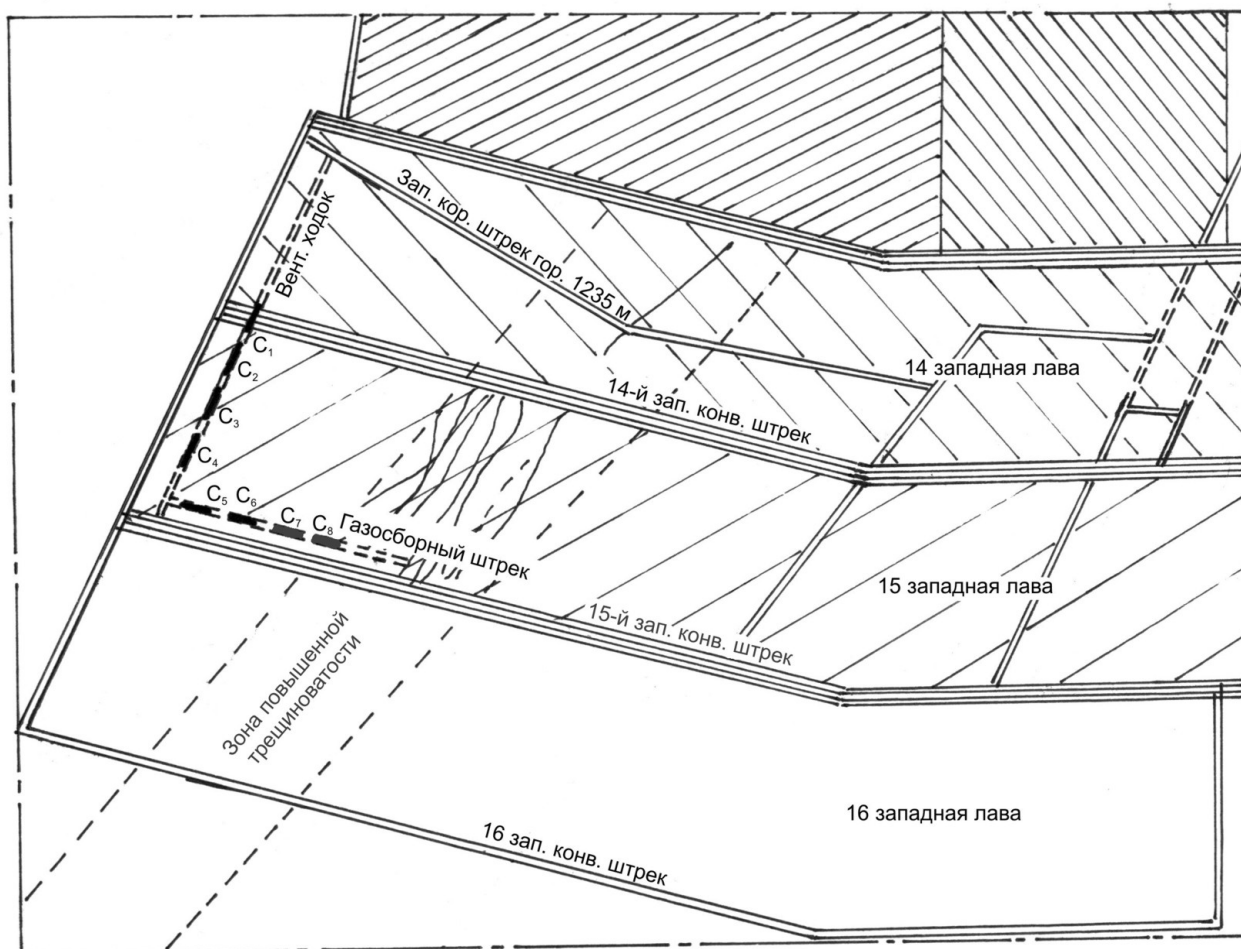 Зап. кор. штрек гор. 1235 м
Вент. ходок
C₁
C₂
C₃
C₄
14 западная лава
14-й зап. конв. штрек
C₅
C₆
C₇
C₈
Газосборный штрек
15 западная лава
15-й зап. конв. штрек
Зона повышенной
трещиноватости
16 западная лава
16 зап. конв. штрек